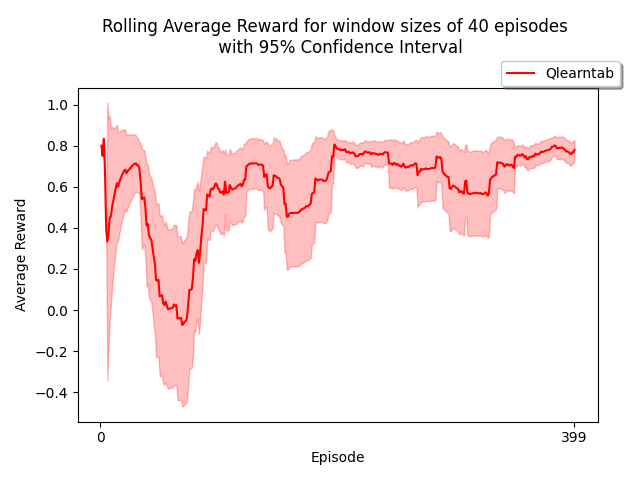 Rolling Average Reward for window sizes of 40 episodes
with 95% Confidence Interval
Qlearntab
1.0
0.8
0.6
0.4
0.2
0.0
−0.2
−0.4
Average Reward
0
399
Episode